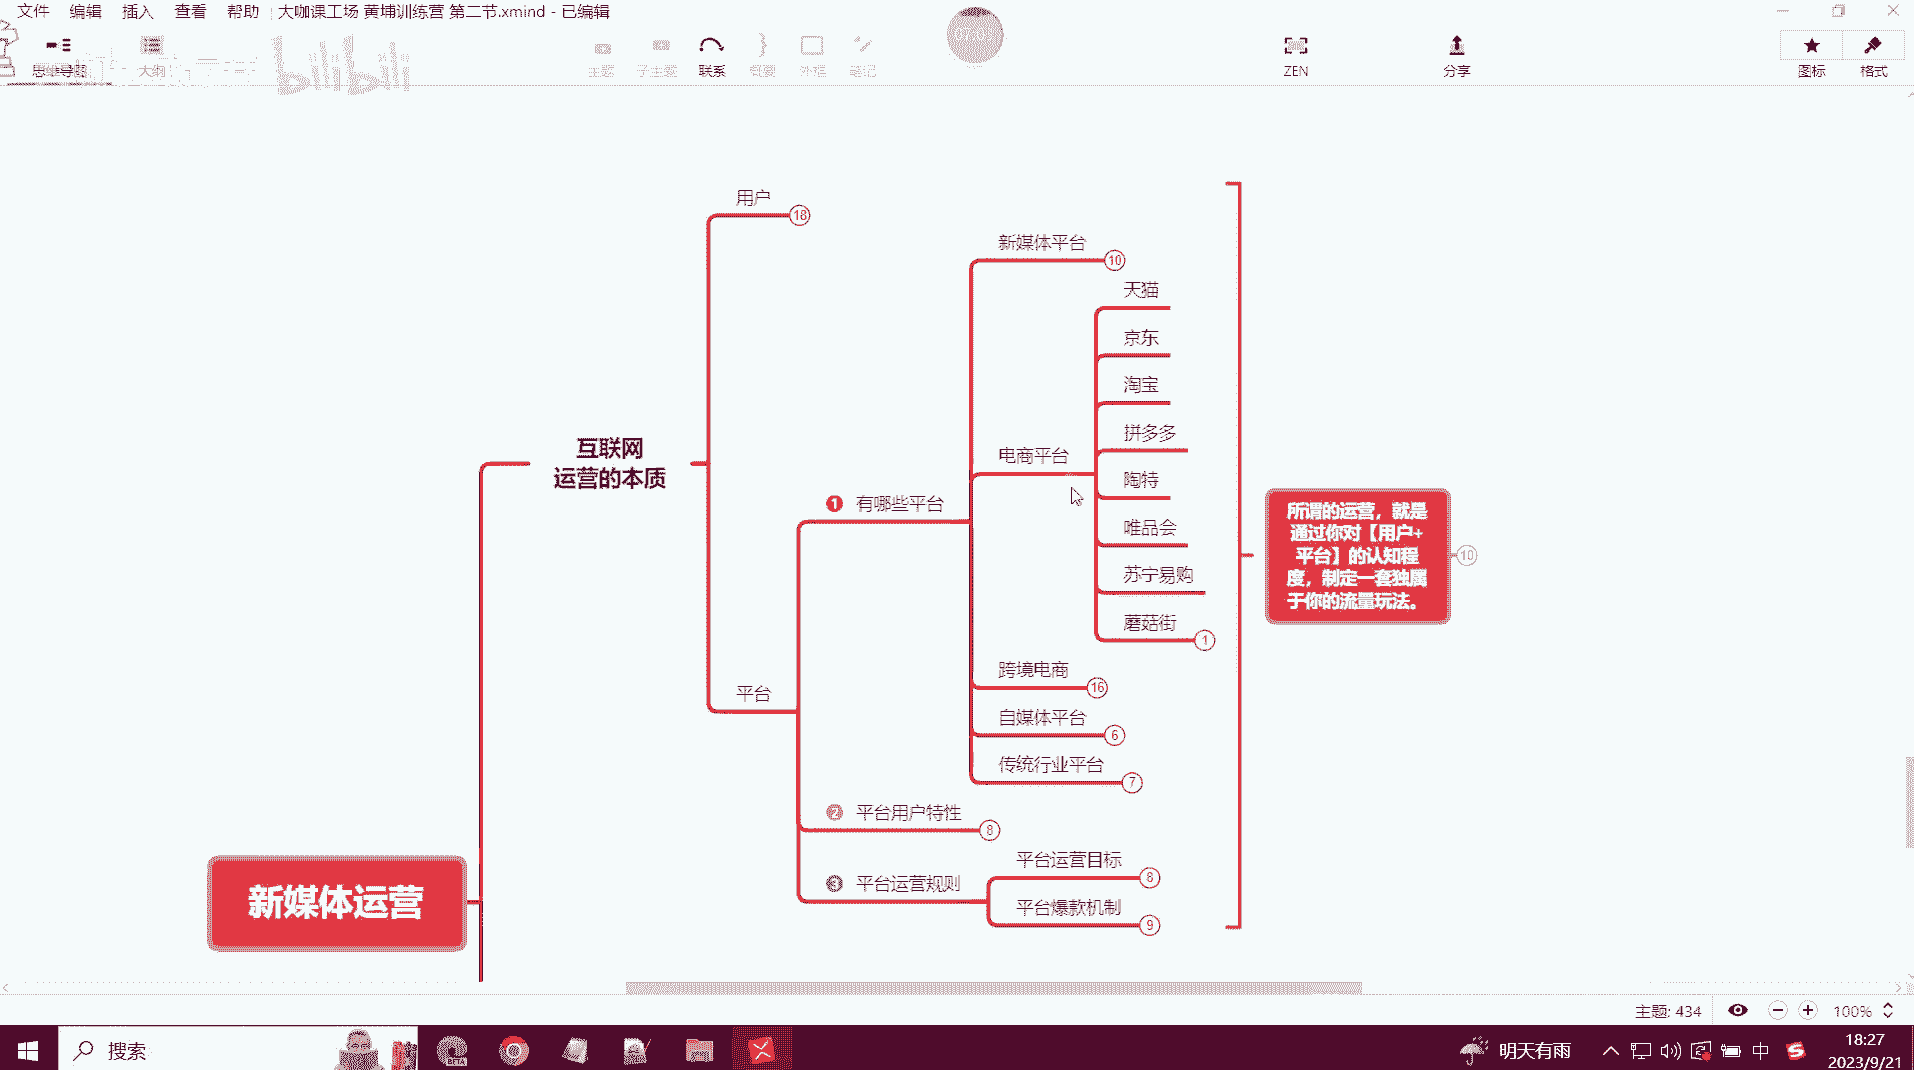 文件 编辑 插入 查看 帮助 大咖课工场 黄埔训练营 第二节.xmind - 已编辑
思维导图 大纲 主题 子主题 联系 概要 外框 笔记 ZEN 分享 图标 格式
bilibili
用户 18
新媒体平台 10
天猫
京东
淘宝
拼多多
互联网
运营的本质
电商平台
陶特
1 有哪些平台
唯品会
苏宁易购
蘑菇街 1
所谓的运营，就是
通过你对【用户+
平台】的认知程
度，制定一套独属
于你的流量玩法。
10
跨境电商 16
平台
自媒体平台 6
传统行业平台 7
2 平台用户特性 8
平台运营目标 8
3 平台运营规则
平台爆款机制 9
新媒体运营
主题: 434 100%
搜索 BETA 明天有雨 中 18:27
2023/9/21